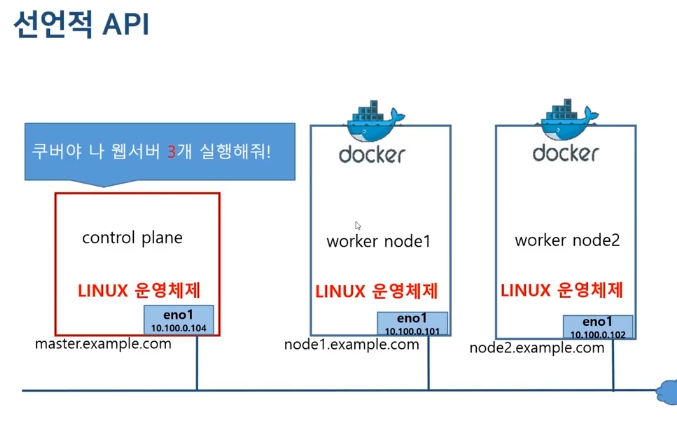 선언적 API
쿠버야 나 웹서버 3개 실행해줘!
docker
docker
control plane
worker node1
worker node2
LINUX 운영체제
LINUX 운영체제
LINUX 운영체제
eno1
10.100.0.104
eno1
10.100.0.101
eno1
10.100.0.102
master.example.com
node1.example.com
node2.example.com